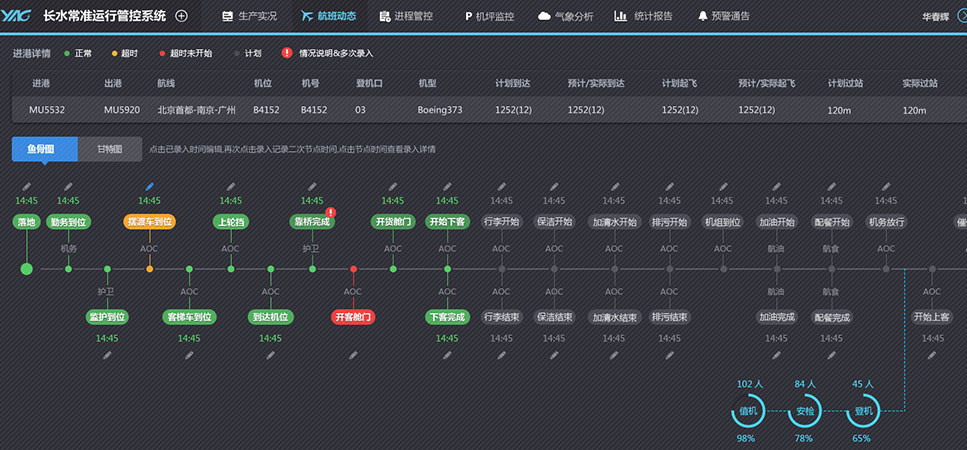 YAC 长水常准运行管控系统 生产实况 航班动态 进程管控 P 机坪监控 气象分析 统计报告 预警通告 华春辉
进港详情 正常 超时 超时未开始 计划 情况说明&多次录入
进港 出港 航线 机位 机号 登机口 机型 计划到达 预计/实际到达 计划起飞 预计/实际起飞 计划过站 实际过站
MU5532 MU5920 北京首都-南京-广州 B4152 B4152 03 Boeing373 1252(12) 1252(12) 1252(12) 1252(12) 120m 120m
鱼骨图 甘特图 点击已录入时间编辑,再次点击录入记录二次节点时间,点击节点时间查看录入详情
14:45 14:45 14:45 14:45 14:45 14:45 14:45 14:45 14:45 14:45 14:45 14:45 14:45 14:45 14:45
落地 勤务到位 摆渡车到位 上轮挡 靠桥完成 开货舱门 开始下客 行李开始 保洁开始 加清水开始 排污开始 机组到位 加油开始 配餐开始 机务放行 催
机务 AOC AOC 护卫 AOC AOC AOC AOC AOC AOC AOC 航油 航食 AOC
护卫 AOC AOC AOC AOC AOC AOC AOC AOC 航油 航食 AOC
监护到位 客梯车到位 到达机位 开客舱门 下客完成 行李结束 保洁结束 加清水结束 排污结束 加油完成 配餐完成 开始上客
14:45 14:45 14:45 14:45 14:45 14:45 14:45 14:45 14:45 14:45 14:45
102 人 84 人 45 人
值机 安检 登机
98% 78% 65%